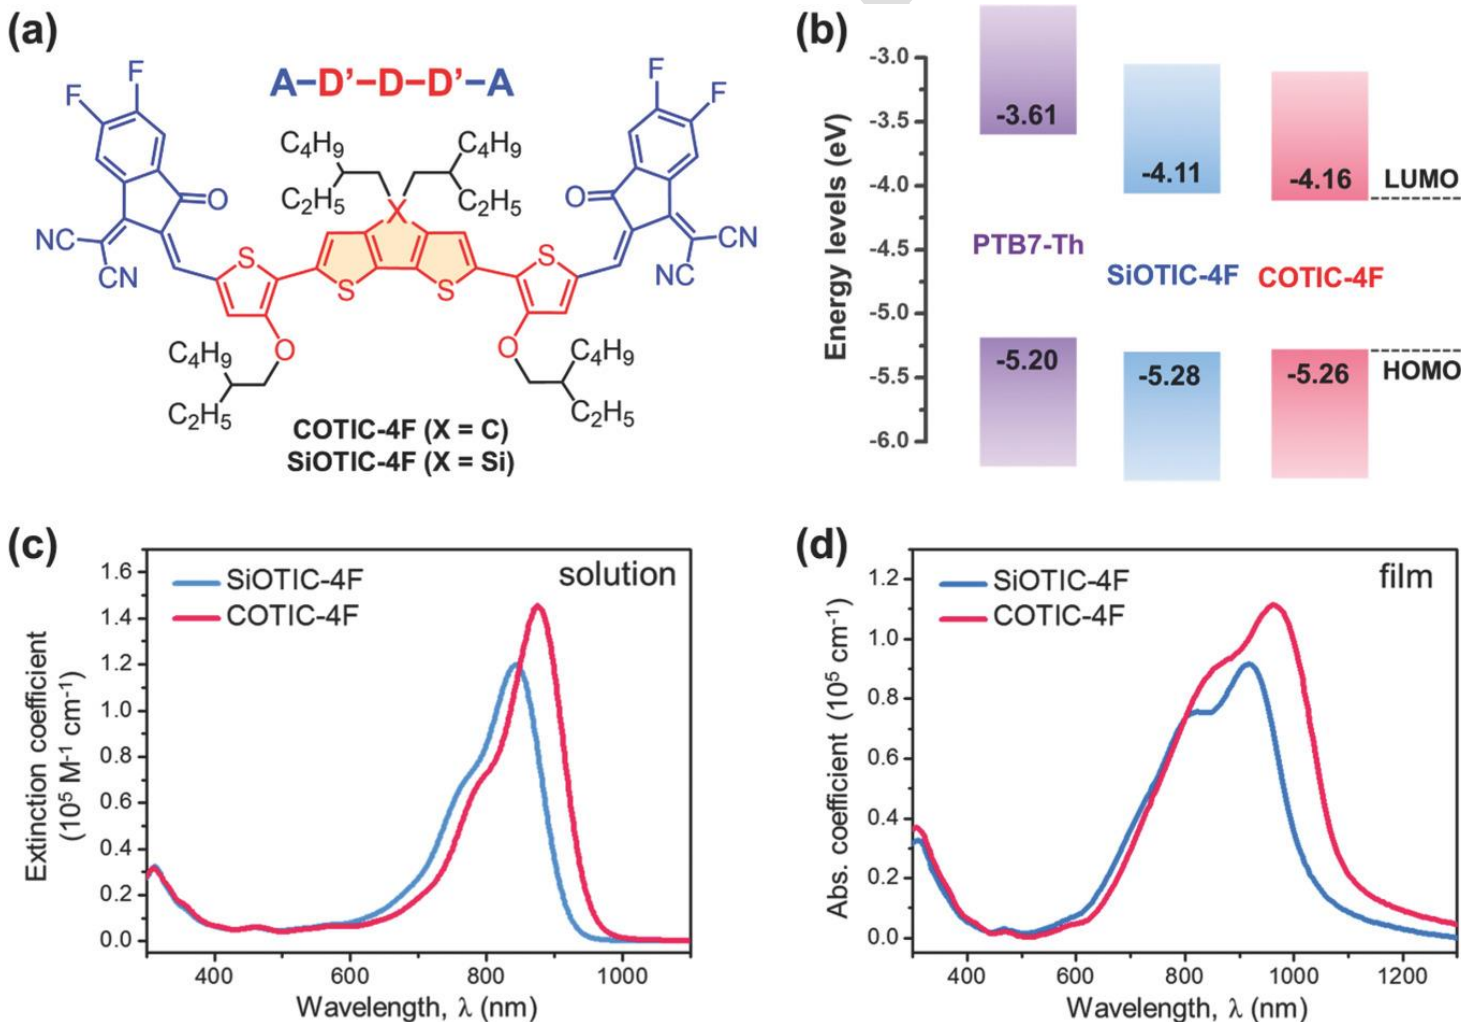 (a)
A–D’–D–D’–A
F
F
F
F
C₄H₉
C₄H₉
C₂H₅
C₂H₅
X
O
O
NC
CN
CN
CN
S
S
S
S
O
O
C₄H₉
C₂H₅
C₄H₉
C₂H₅
COTIC-4F (X = C)
SiOTIC-4F (X = Si)
(b)
Energy levels (eV)
-3.0
-3.5
-4.0
-4.5
-5.0
-5.5
-6.0
-3.61
-4.11
-4.16
LUMO
PTB7-Th
SiOTIC-4F
COTIC-4F
-5.20
-5.28
-5.26
HOMO
(c)
SiOTIC-4F
COTIC-4F
solution
Extinction coefficient
(10⁵ M⁻¹ cm⁻¹)
1.6
1.4
1.2
1.0
0.8
0.6
0.4
0.2
0.0
400
600
800
1000
Wavelength, λ (nm)
(d)
SiOTIC-4F
COTIC-4F
film
Abs. coefficient (10⁵ cm⁻¹)
1.2
1.0
0.8
0.6
0.4
0.2
0.0
400
600
800
1000
1200
Wavelength, λ (nm)